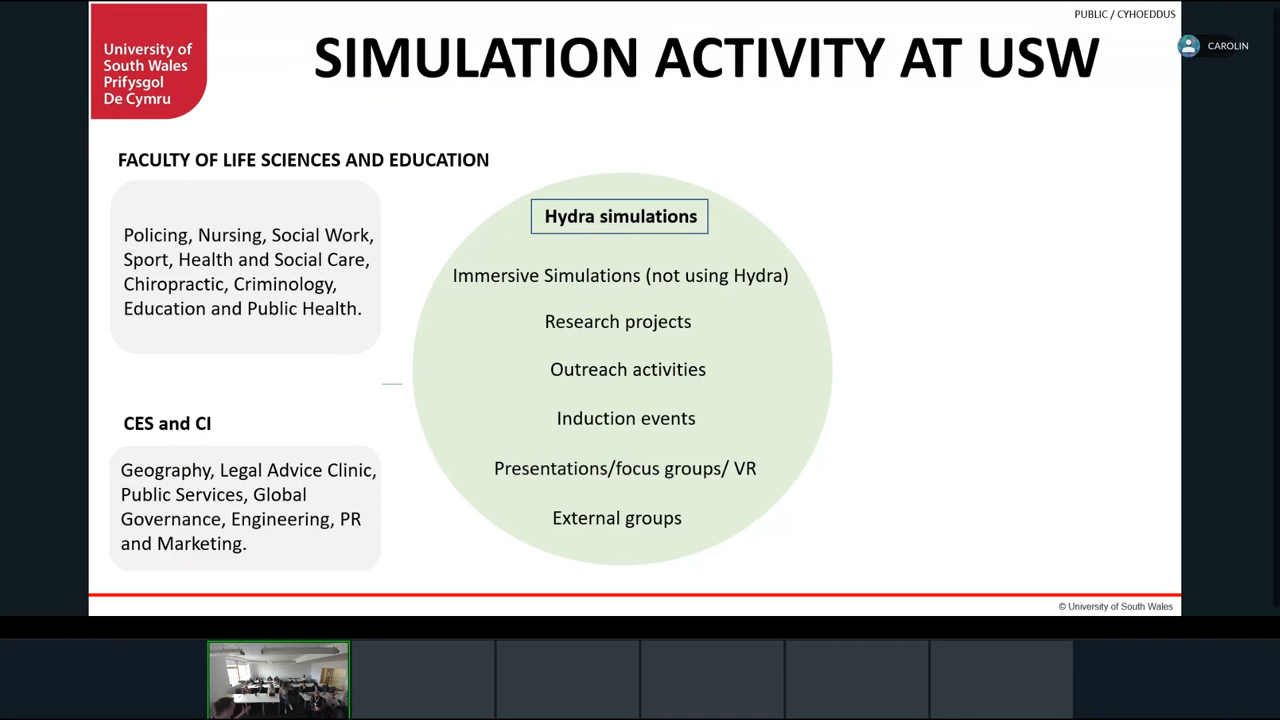 PUBLIC / CYHOEDDUS
University of
South Wales
Prifysgol
De Cymru
SIMULATION ACTIVITY AT USW
CAROLIN
FACULTY OF LIFE SCIENCES AND EDUCATION
Policing, Nursing, Social Work,
Sport, Health and Social Care,
Chiropractic, Criminology,
Education and Public Health.
CES and CI
Geography, Legal Advice Clinic,
Public Services, Global
Governance, Engineering, PR
and Marketing.
Hydra simulations
Immersive Simulations (not using Hydra)
Research projects
Outreach activities
Induction events
Presentations/focus groups/ VR
External groups
© University of South Wales